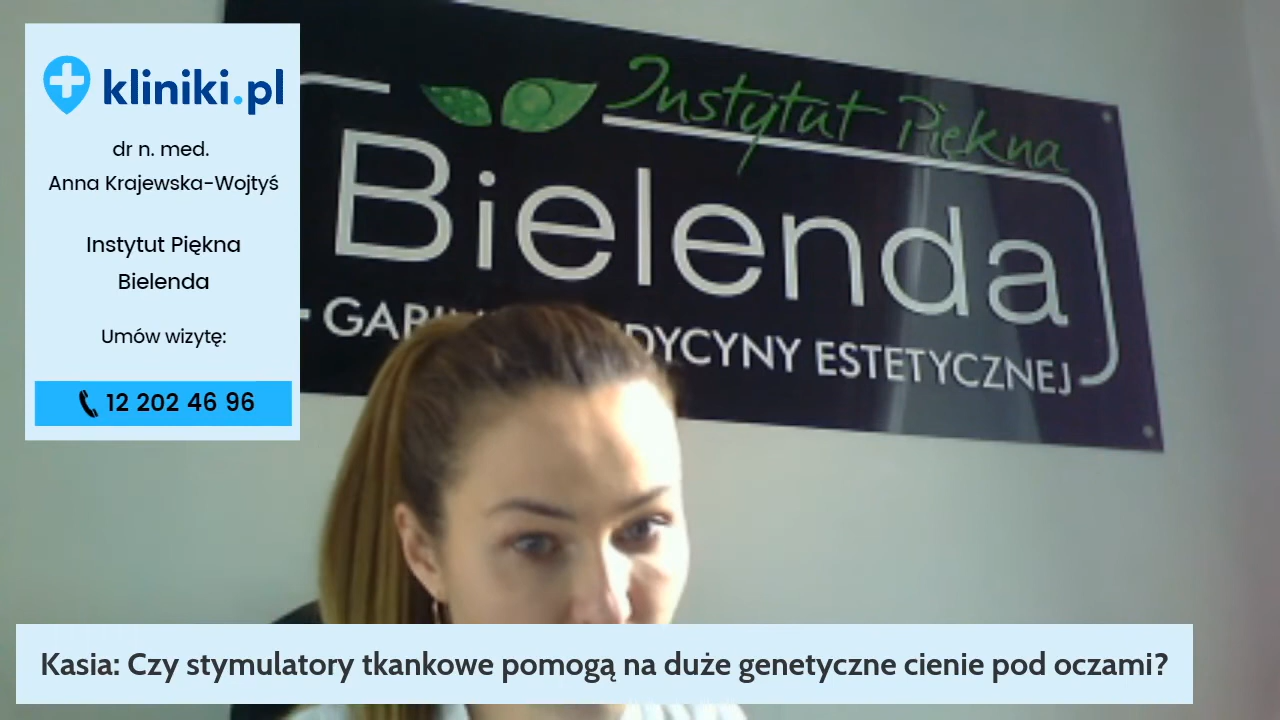 kliniki.pl
dr n. med.
Anna Krajewska-Wojtyś
Instytut Piękna
Bielenda
Umów wizytę:
12 202 46 96
Instytut Piękna
Bielenda
ESTETYCZNEJ
Kasia: Czy stymulatory tkankowe pomogą na duże genetyczne cienie pod oczami?